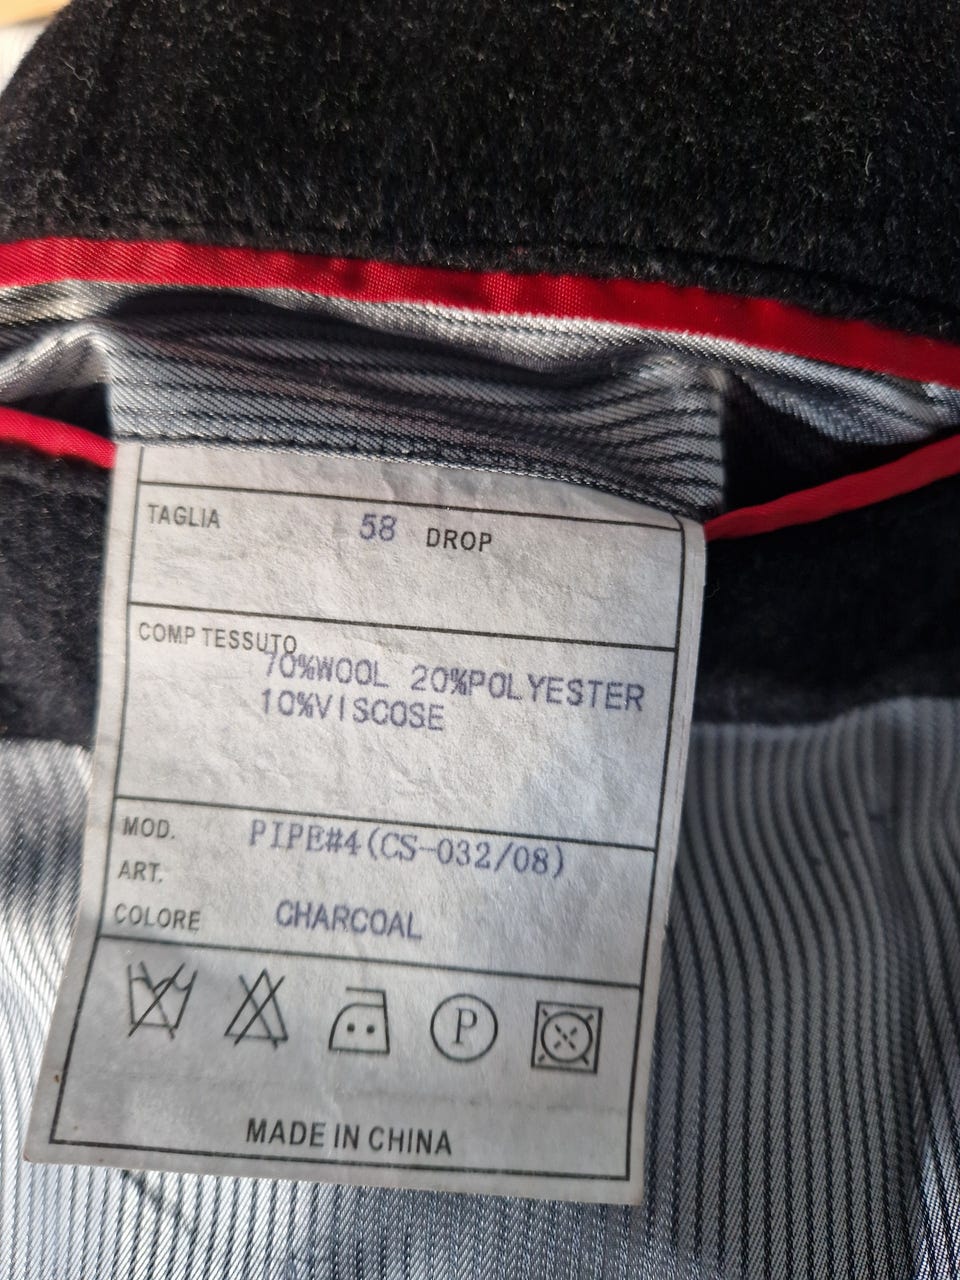 TAGLIA 58 DROP
COMP TESSUTO
70%WOOL 20%POLYESTER
10%VISCOSE
MOD. PIPE#4(CS-032/08)
ART.
COLORE CHARCOAL
P
MADE IN CHINA